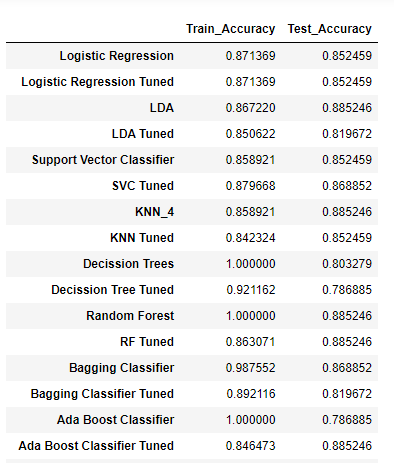 Train_Accuracy Test_Accuracy
Logistic Regression 0.871369 0.852459
Logistic Regression Tuned 0.871369 0.852459
LDA 0.867220 0.885246
LDA Tuned 0.850622 0.819672
Support Vector Classifier 0.858921 0.852459
SVC Tuned 0.879668 0.868852
KNN_4 0.858921 0.885246
KNN Tuned 0.842324 0.852459
Decission Trees 1.000000 0.803279
Decission Tree Tuned 0.921162 0.786885
Random Forest 1.000000 0.885246
RF Tuned 0.863071 0.885246
Bagging Classifier 0.987552 0.868852
Bagging Classifier Tuned 0.892116 0.819672
Ada Boost Classifier 1.000000 0.786885
Ada Boost Classifier Tuned 0.846473 0.885246